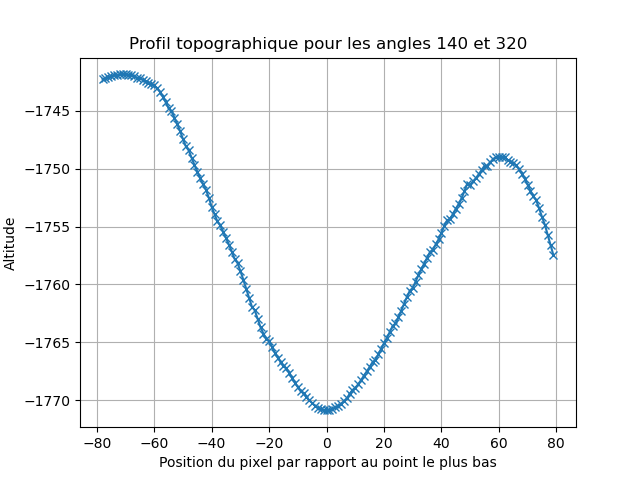 Profil topographique pour les angles 140 et 320
Altitude
−1745
−1750
−1755
−1760
−1765
−1770
−80 −60 −40 −20 0 20 40 60 80
Position du pixel par rapport au point le plus bas